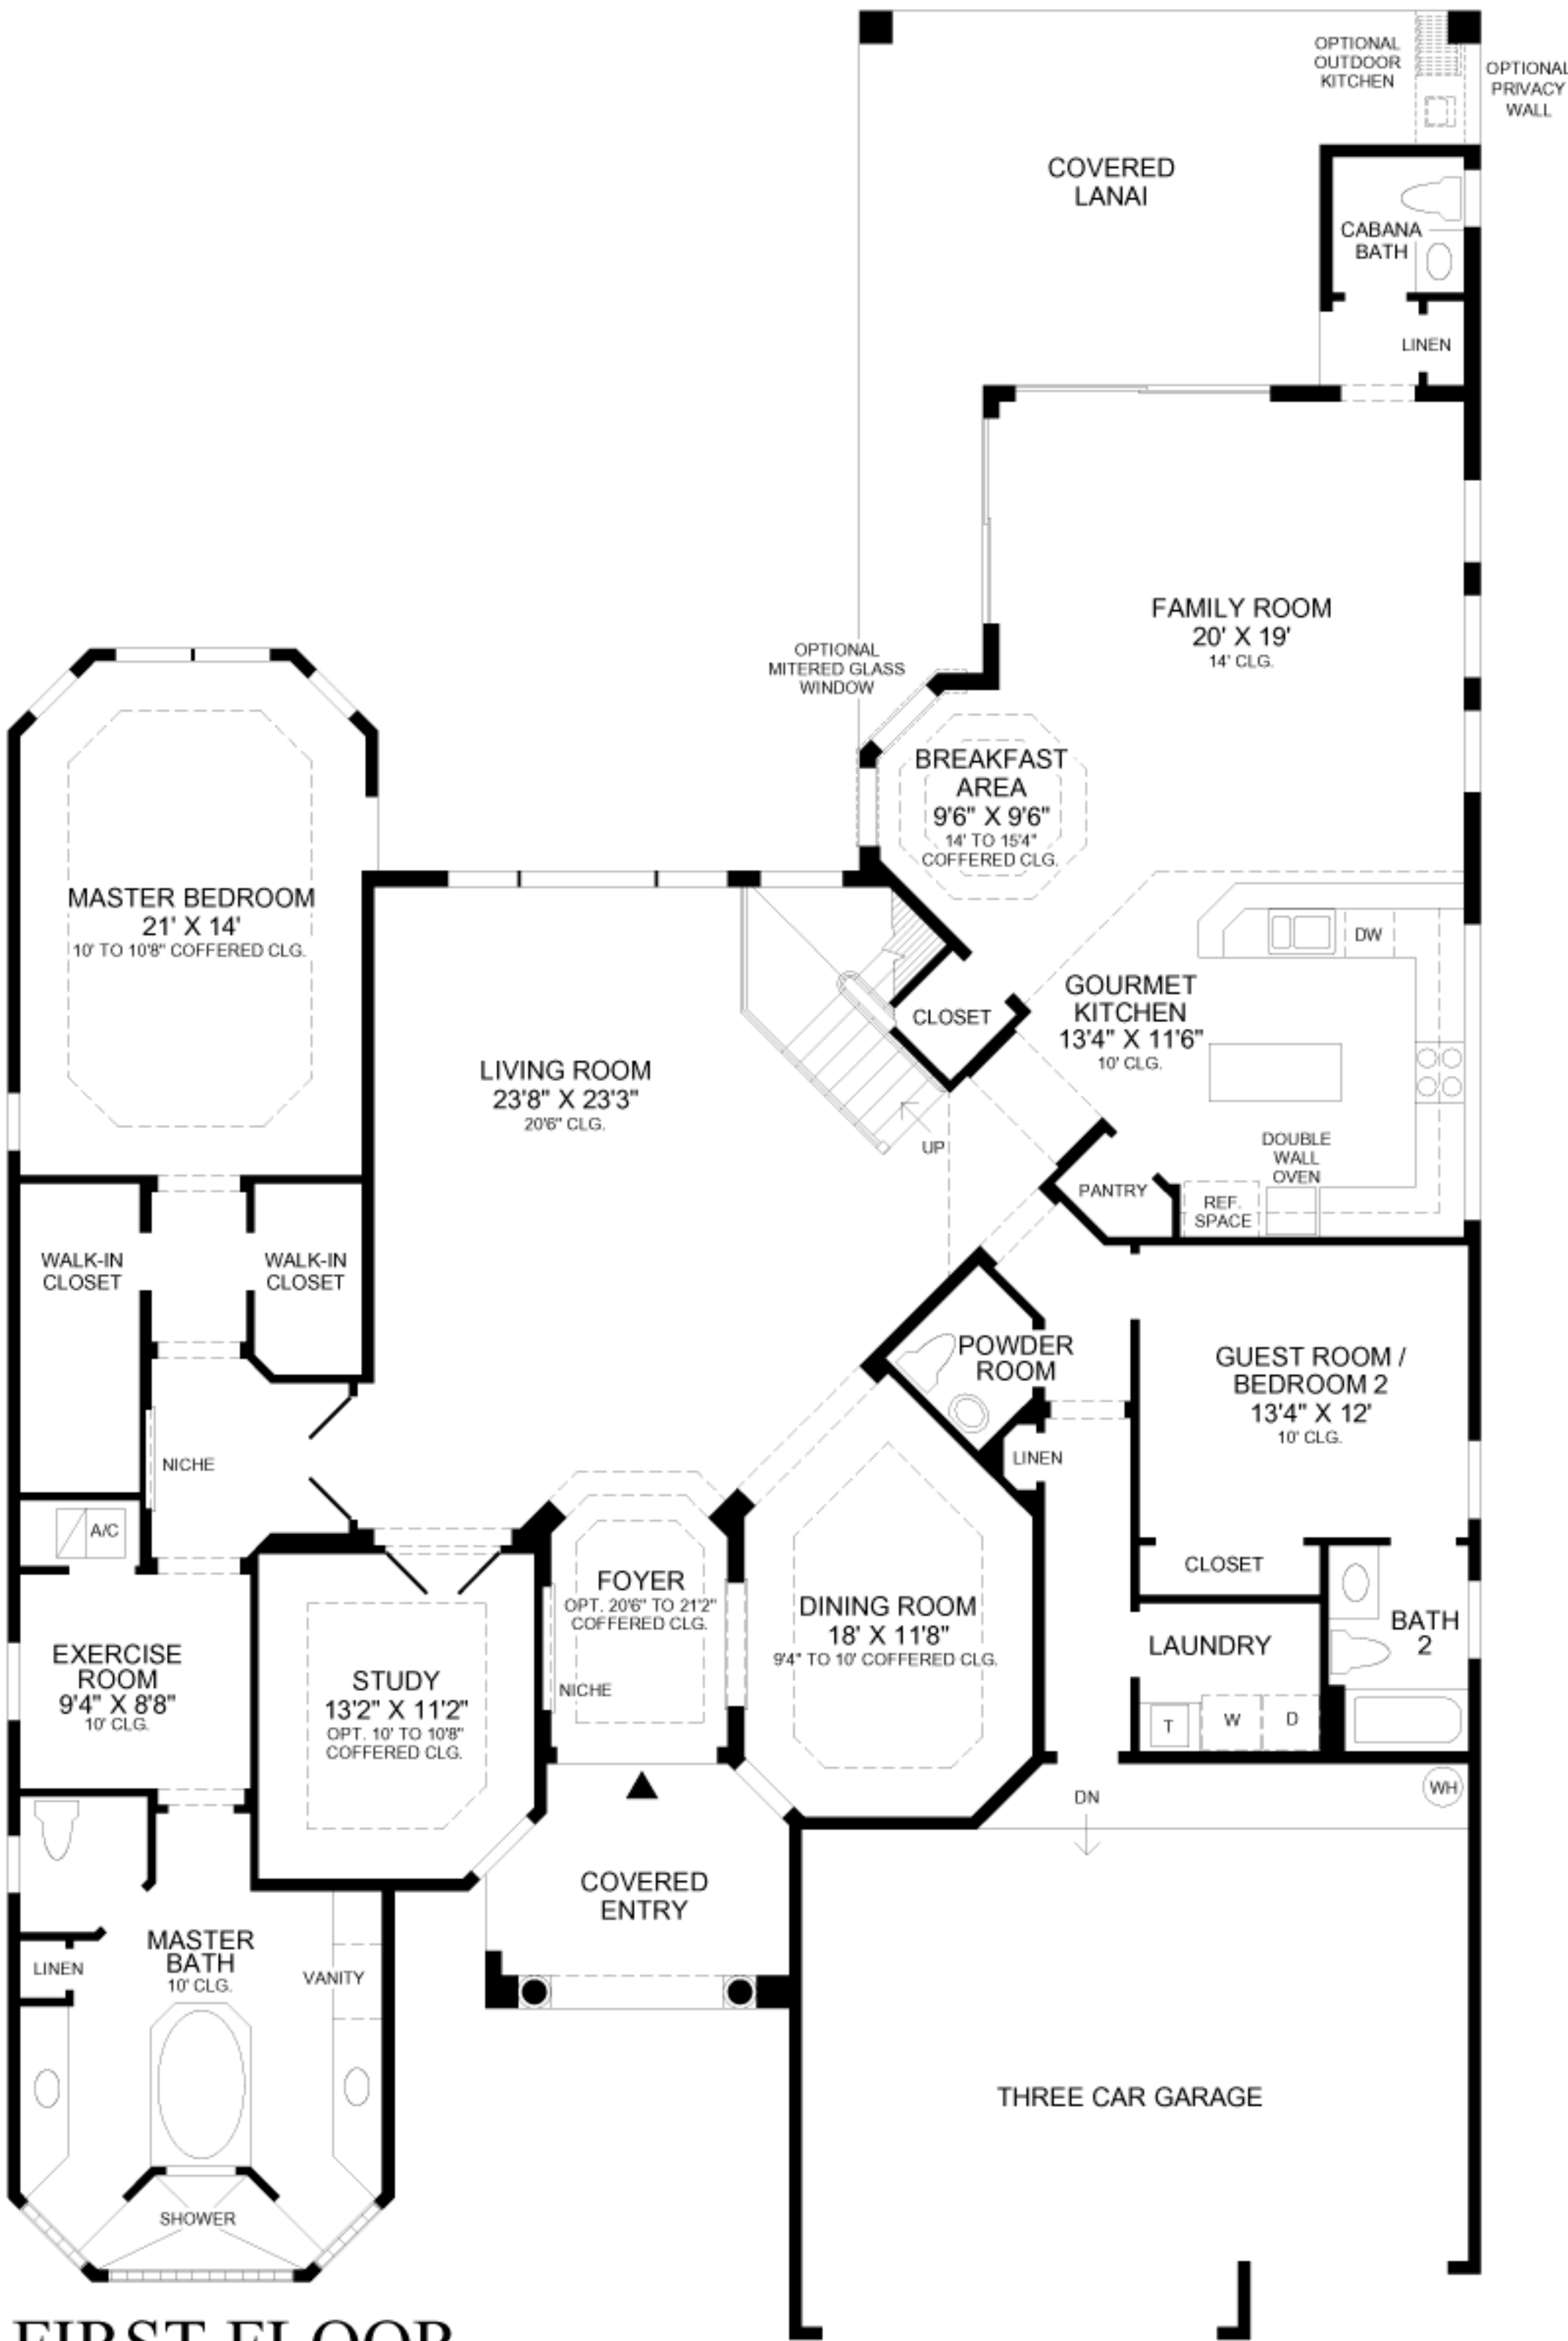 OPTIONAL
OUTDOOR
KITCHEN
OPTIONAL
PRIVACY
WALL
COVERED
LANAI
CABANA
BATH
LINEN
FAMILY ROOM
20' X 19'
14' CLG.
OPTIONAL
MITERED GLASS
WINDOW
BREAKFAST
AREA
9'6" X 9'6"
14' TO 15'4"
COFFERED CLG.
MASTER BEDROOM
21' X 14'
10' TO 10'8" COFFERED CLG.
DW
GOURMET
KITCHEN
13'4" X 11'6"
10' CLG.
CLOSET
LIVING ROOM
23'8" X 23'3"
20'6" CLG.
UP
DOUBLE
WALL
OVEN
PANTRY
REF.
SPACE
WALK-IN
CLOSET
WALK-IN
CLOSET
POWDER
ROOM
GUEST ROOM /
BEDROOM 2
13'4" X 12'
10' CLG.
NICHE
LINEN
A/C
CLOSET
FOYER
OPT. 20'6" TO 21'2"
COFFERED CLG.
NICHE
DINING ROOM
18' X 11'8"
9'4" TO 10' COFFERED CLG.
LAUNDRY
BATH
2
T
W
D
EXERCISE
ROOM
9'4" X 8'8"
10' CLG.
STUDY
13'2" X 11'2"
OPT. 10' TO 10'8"
COFFERED CLG.
DN
WH
COVERED
ENTRY
MASTER
BATH
10' CLG.
LINEN
VANITY
THREE CAR GARAGE
SHOWER
FIRST FLOOR